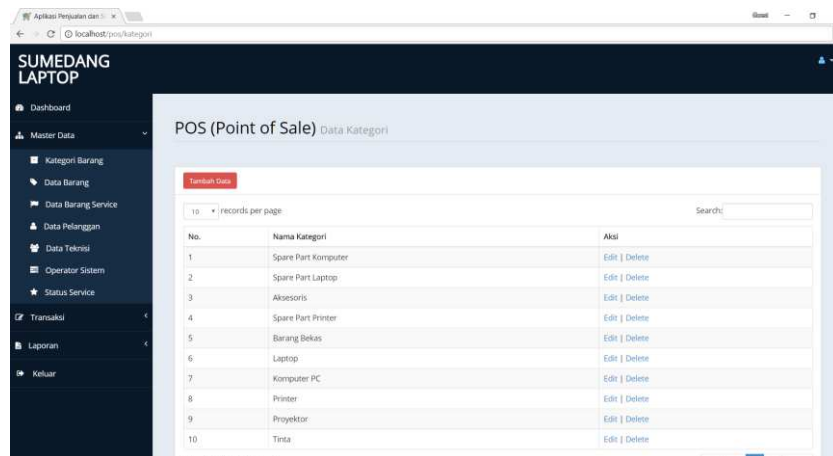 Aplikasi Penjualan dan S
localhost/pos/kategori
SUMEDANG
LAPTOP
Dashboard
Master Data
Kategori Barang
Data Barang
Data Barang Service
Data Pelanggan
Data Teknisi
Operator Sistem
Status Service
Transaksi
Laporan
Keluar
POS (Point of Sale) Data Kategori
Tambah Data
10 records per page Search:
No. Nama Kategori Aksi
1 Spare Part Komputer Edit | Delete
2 Spare Part Laptop Edit | Delete
3 Aksesoris Edit | Delete
4 Spare Part Printer Edit | Delete
5 Barang Bekas Edit | Delete
6 Laptop Edit | Delete
7 Komputer PC Edit | Delete
8 Printer Edit | Delete
9 Proyektor Edit | Delete
10 Tinta Edit | Delete